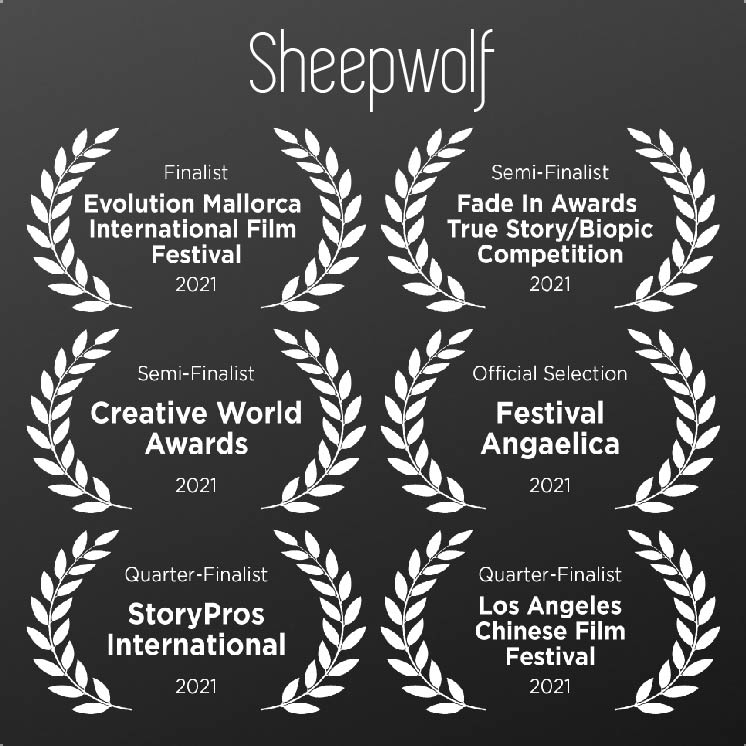 Sheepwolf
Finalist
Evolution Mallorca
International Film
Festival
2021
Semi-Finalist
Fade In Awards
True Story/Biopic
Competition
2021
Semi-Finalist
Creative World
Awards
2021
Official Selection
Festival
Angaelica
2021
Quarter-Finalist
StoryPros
International
2021
Quarter-Finalist
Los Angeles
Chinese Film
Festival
2021